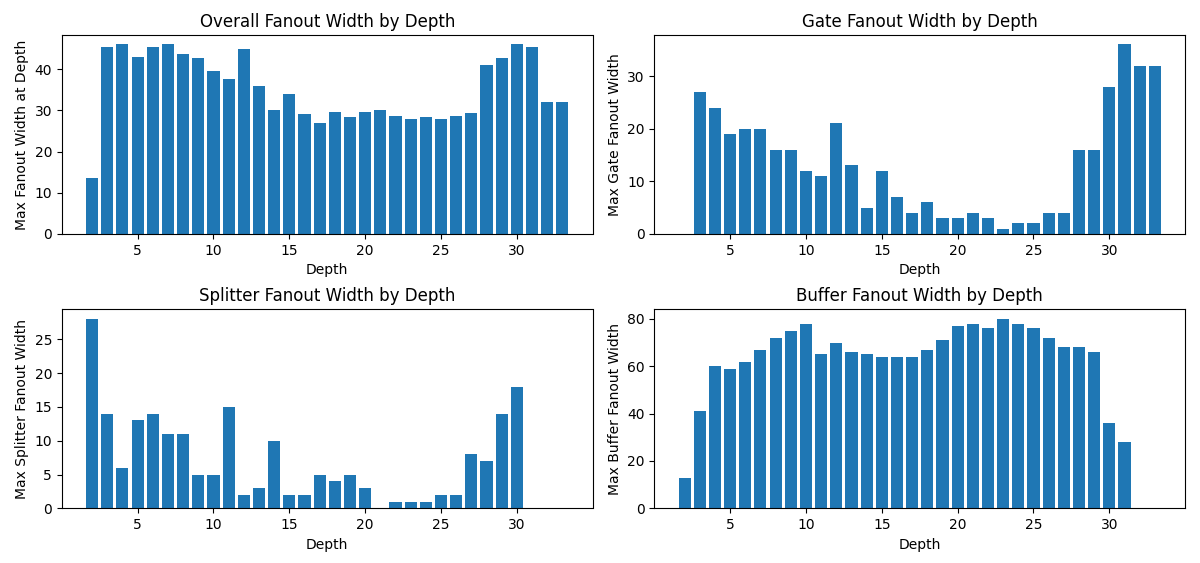 Overall Fanout Width by Depth
Max Fanout Width at Depth
40
30
20
10
0
5 10 15 20 25 30
Depth
Gate Fanout Width by Depth
Max Gate Fanout Width
30
20
10
0
5 10 15 20 25 30
Depth
Splitter Fanout Width by Depth
Max Splitter Fanout Width
25
20
15
10
5
0
5 10 15 20 25 30
Depth
Buffer Fanout Width by Depth
Max Buffer Fanout Width
80
60
40
20
0
5 10 15 20 25 30
Depth